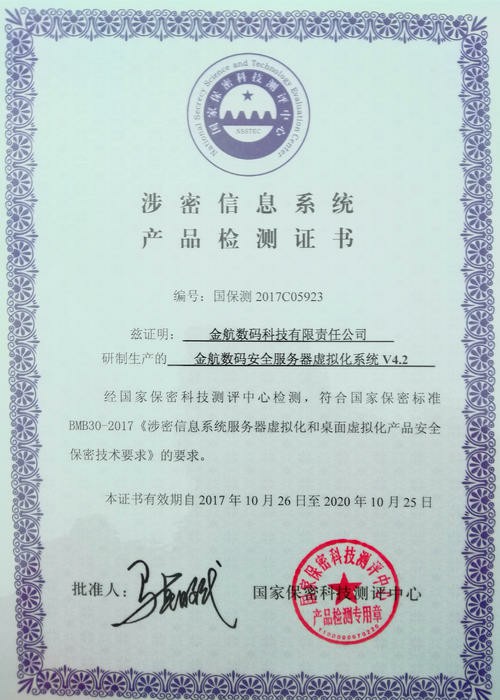 National Secrecy Science and Technology Evaluation Center
国家保密科技测评中心
NSSTEC
涉密信息系统
产品检测证书
编号：国保测 2017C05923
兹证明： 金航数码科技有限责任公司
研制生产的 金航数码安全服务器虚拟化系统 V4.2
经国家保密科技测评中心检测，符合国家保密标准
BMB30-2017《涉密信息系统服务器虚拟化和桌面虚拟化产品安全
保密技术要求》的要求。
本证书有效期自 2017 年 10 月 26 日至 2020 年 10 月 25 日
批准人：
国家保密科技测评中心
国家保密科技测评中心
产品检测专用章